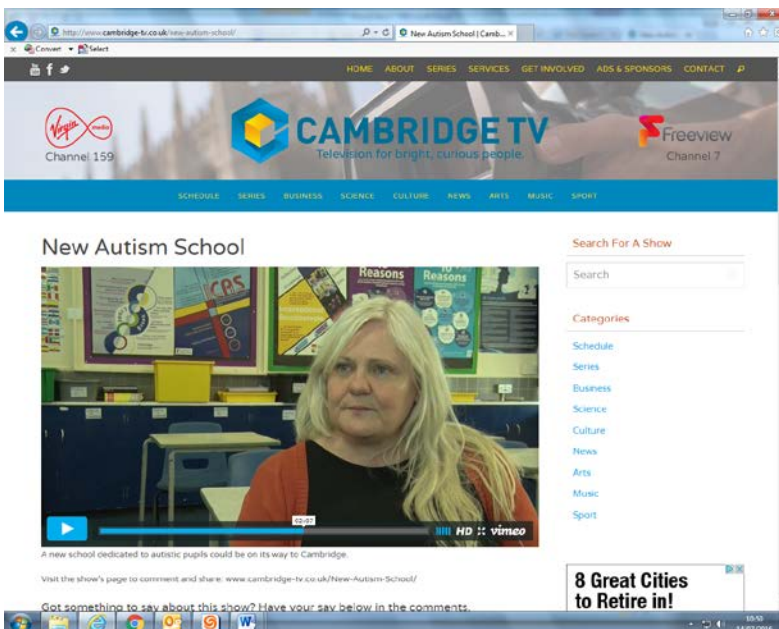 http://www.cambridge-tv.co.uk/new-autism-school/
New Autism School | Camb...
Convert
Select
HOME ABOUT SERIES SERVICES GET INVOLVED ADS & SPONSORS CONTACT
Virgin media
Channel 159
CAMBRIDGE TV
Television for bright, curious people.
Freeview
Channel 7
SCHEDULE SERIES BUSINESS SCIENCE CULTURE NEWS ARTS MUSIC SPORT
New Autism School
Search For A Show
Search
Categories
Schedule
Series
Business
Science
Culture
News
Arts
Music
Sport
CPS
Reasons
Reasons
02:07
HD vimeo
A new school dedicated to autistic pupils could be on its way to Cambridge.
Visit the show's page to comment and share: www.cambridge-tv.co.uk/New-Autism-School/
Got something to say about this show? Have your say below in the comments.
8 Great Cities
to Retire in!
10:50